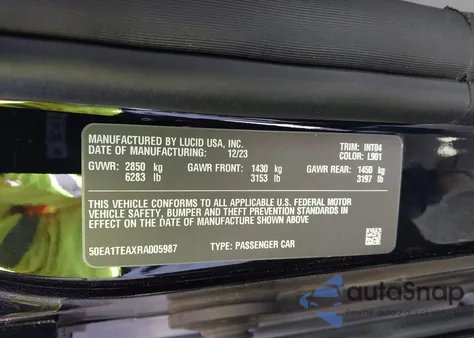 MANUFACTURED BY LUCID USA, INC.
DATE OF MANUFACTURING: 12/23
TRIM: INTB4
COLOR: L901
GVWR: 2850 kg GAWR FRONT: 1430 kg GAWR REAR: 1450 kg
6283 lb 3153 lb 3197 lb
THIS VEHICLE CONFORMS TO ALL APPLICABLE U.S. FEDERAL MOTOR
VEHICLE SAFETY, BUMPER AND THEFT PREVENTION STANDARDS IN
EFFECT ON THE DATE OF MANUFACTURE SHOWN ABOVE
50EA1TEAXRA005987 TYPE: PASSENGER CAR
autoSnap